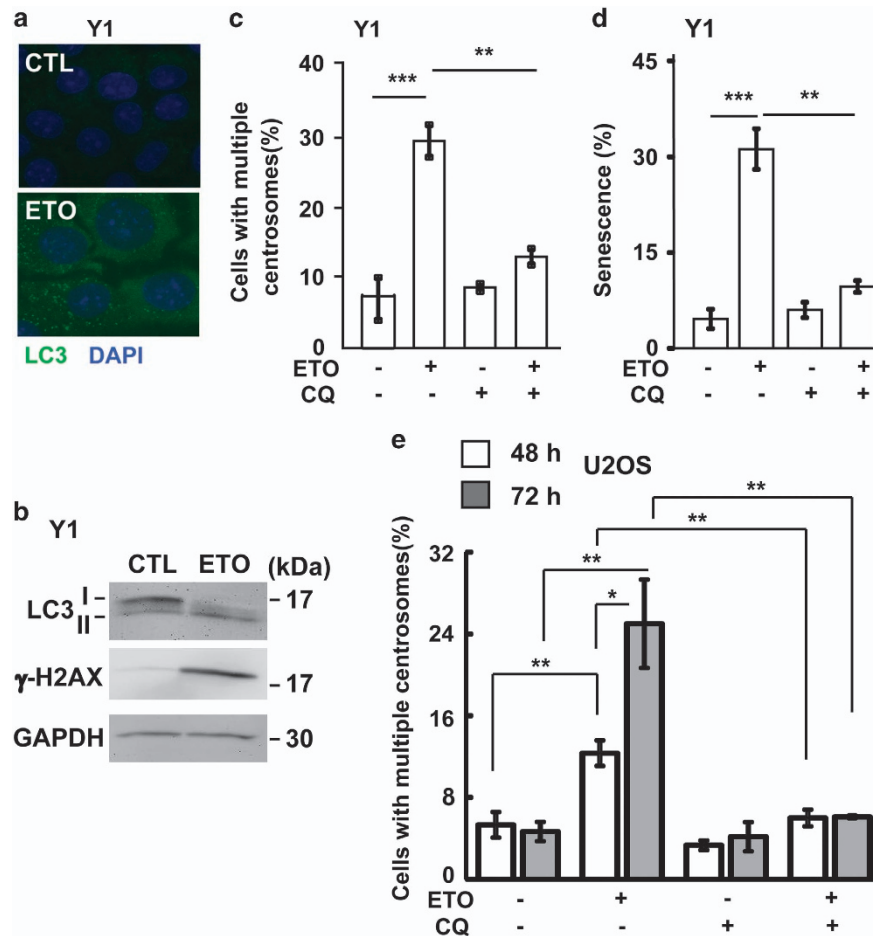 a
Y1
CTL
ETO
LC3 DAPI
b
Y1
CTL ETO (kDa)
LC3 I
II
17
γ-H2AX
17
GAPDH
30
c
Y1
Cells with multiple
centrosomes(%)
40
30
20
10
0
*** **
ETO - + - +
CQ - - + +
d
Y1
Senescence (%)
45
30
15
0
*** **
ETO - + - +
CQ - - + +
e
48 h
72 h
U2OS
Cells with multiple centrosomes(%)
32
24
16
8
0
**
**
**
*
**
ETO - + - +
CQ - - + +